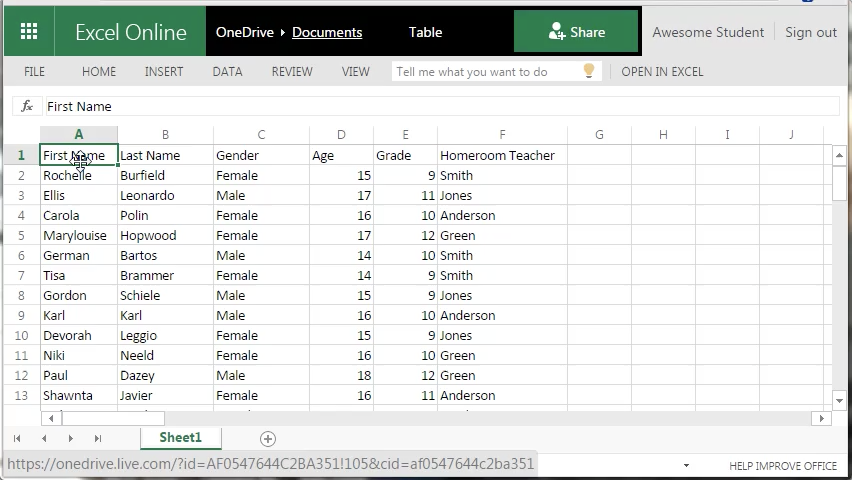 Excel Online OneDrive Documents Table Share Awesome Student Sign out
FILE HOME INSERT DATA REVIEW VIEW Tell me what you want to do OPEN IN EXCEL
fx First Name
A B C D E F G H I J
1 First Name Last Name Gender Age Grade Homeroom Teacher
2 Rochelle Burfield Female 15 9 Smith
3 Ellis Leonardo Male 17 11 Jones
4 Carola Polin Female 16 10 Anderson
5 Marylouise Hopwood Female 17 12 Green
6 German Bartos Male 14 10 Smith
7 Tisa Brammer Female 14 9 Smith
8 Gordon Schiele Male 15 9 Jones
9 Karl Karl Male 16 10 Anderson
10 Devorah Leggio Female 15 9 Jones
11 Niki Neeld Female 16 10 Green
12 Paul Dazey Male 18 12 Green
13 Shawnta Javier Female 16 11 Anderson
Sheet1
https://onedrive.live.com/?id=AF0547644C2BA351!105&cid=af0547644c2ba351 HELP IMPROVE OFFICE